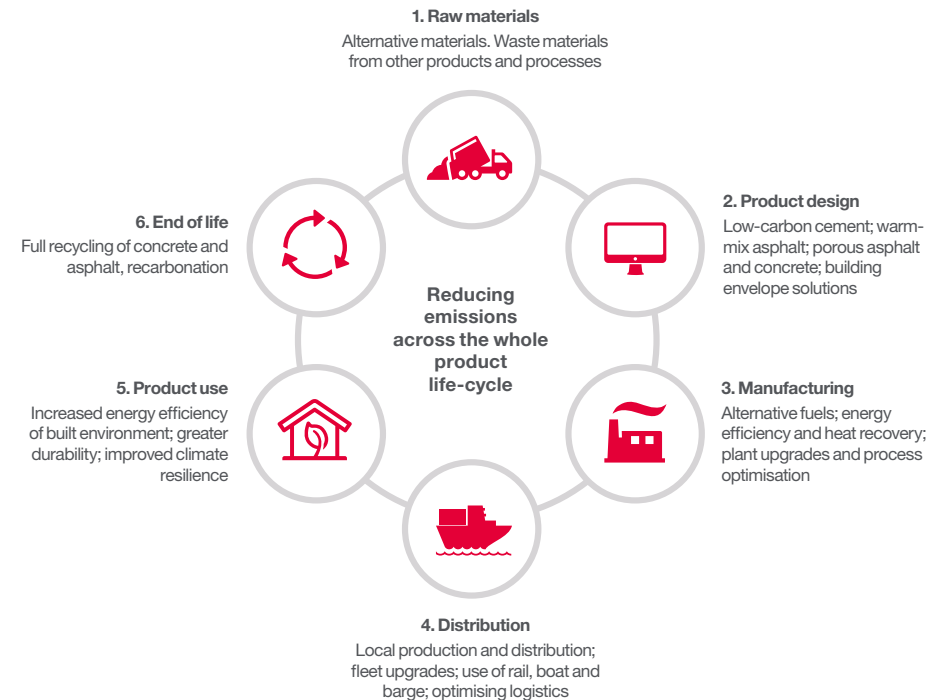 1. Raw materials
Alternative materials. Waste materials
from other products and processes
2. Product design
Low-carbon cement; warm-
mix asphalt; porous asphalt
and concrete; building
envelope solutions
3. Manufacturing
Alternative fuels; energy
efficiency and heat recovery;
plant upgrades and process
optimisation
4. Distribution
Local production and distribution;
fleet upgrades; use of rail, boat and
barge; optimising logistics
5. Product use
Increased energy efficiency
of built environment; greater
durability; improved climate
resilience
6. End of life
Full recycling of concrete and
asphalt, recarbonation
Reducing
emissions
across the whole
product
life-cycle